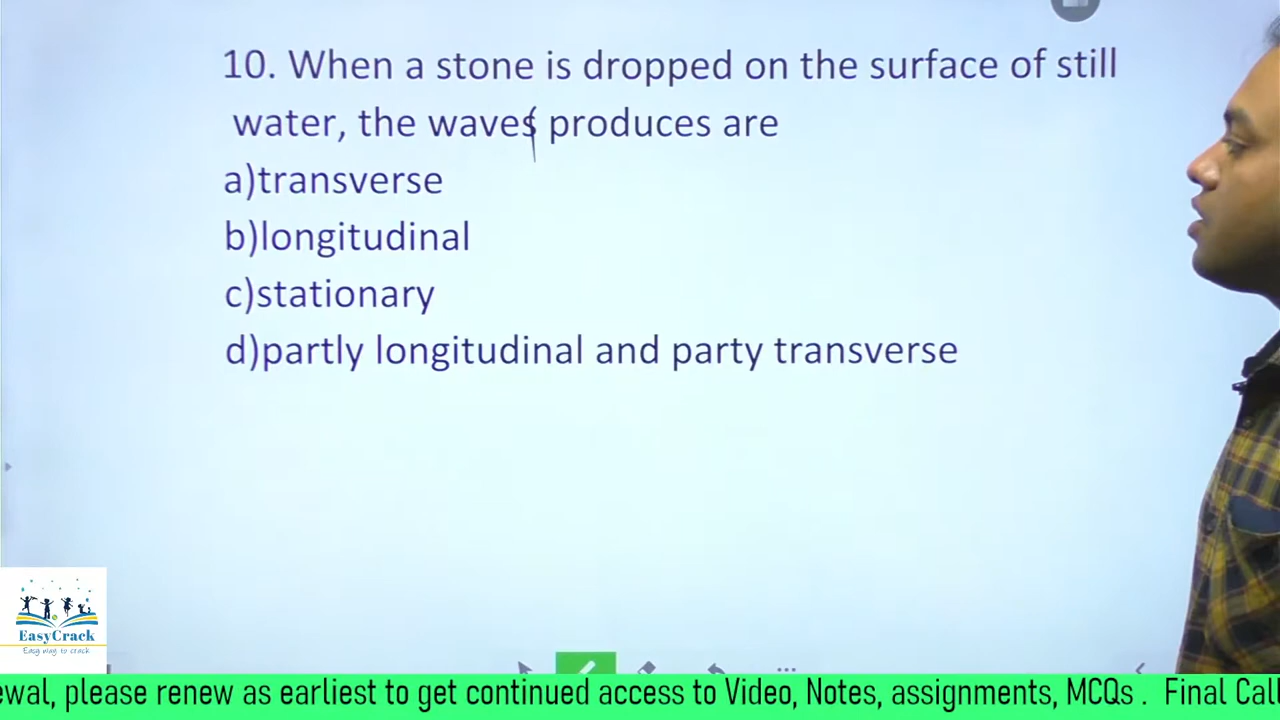 10. When a stone is dropped on the surface of still
water, the waves produces are
a)transverse
b)longitudinal
c)stationary
d)partly longitudinal and party transverse
EasyCrack
Easy way to crack
please renew as earliest to get continued access to Video, Notes, assignments, MCQs . Final Call